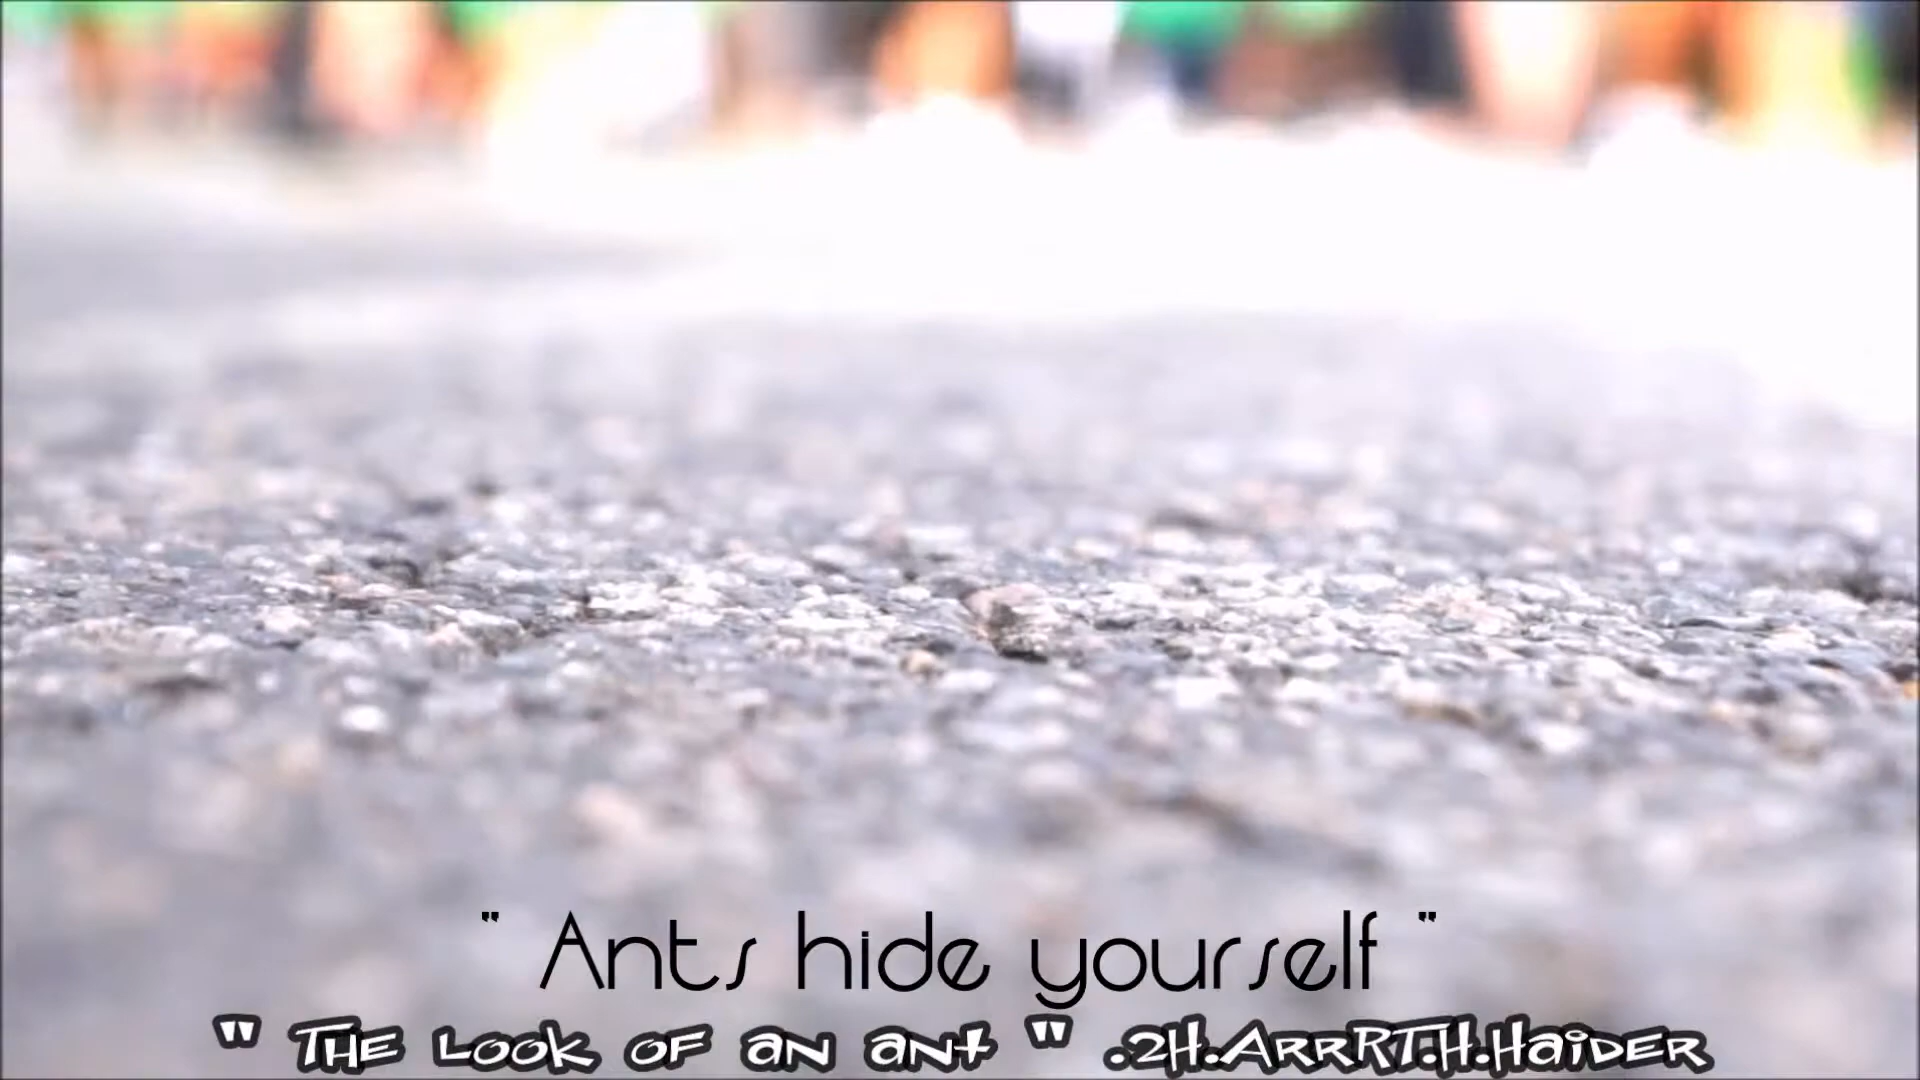 " Ants hide yourself "
" The look of an ant " .2H.ArrRT.H.Haider